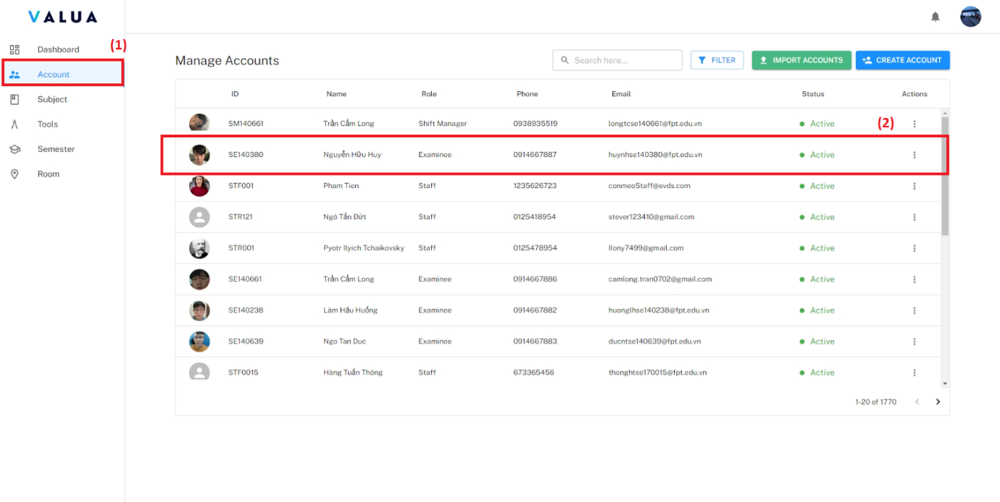 VALUA
Dashboard
(1)
Account
Subject
Tools
Semester
Room
Manage Accounts
Search here...
FILTER
IMPORT ACCOUNTS
CREATE ACCOUNT
ID Name Role Phone Email Status Actions
SM140661 Trần Cẩm Long Shift Manager 0938935519 longtcse140661@fpt.edu.vn Active
(2)
SE140380 Nguyễn Hữu Huy Examinee 0914667887 huynhse140380@fpt.edu.vn Active
STF001 Pham Tien Staff 1235626723 conmeoStaff@evds.com Active
STR121 Ngô Tấn Đứt Staff 0125418954 stever123410@gmail.com Active
STR001 Pyotr Ilyich Tchaikovsky Staff 0125478954 llony7499@gmail.com Active
SE140661 Trần Cẩm Long Examinee 0914667886 camlong.tran0702@gmail.com Active
SE140238 Lâm Hậu Huống Examinee 0914667882 huonglhse140238@fpt.edu.vn Active
SE140639 Ngo Tan Duc Examinee 0914667883 ducntse140639@fpt.edu.vn Active
STF0015 Hàng Tuấn Thông Staff 673365456 thonghtse170015@fpt.edu.vn Active
1-20 of 1770